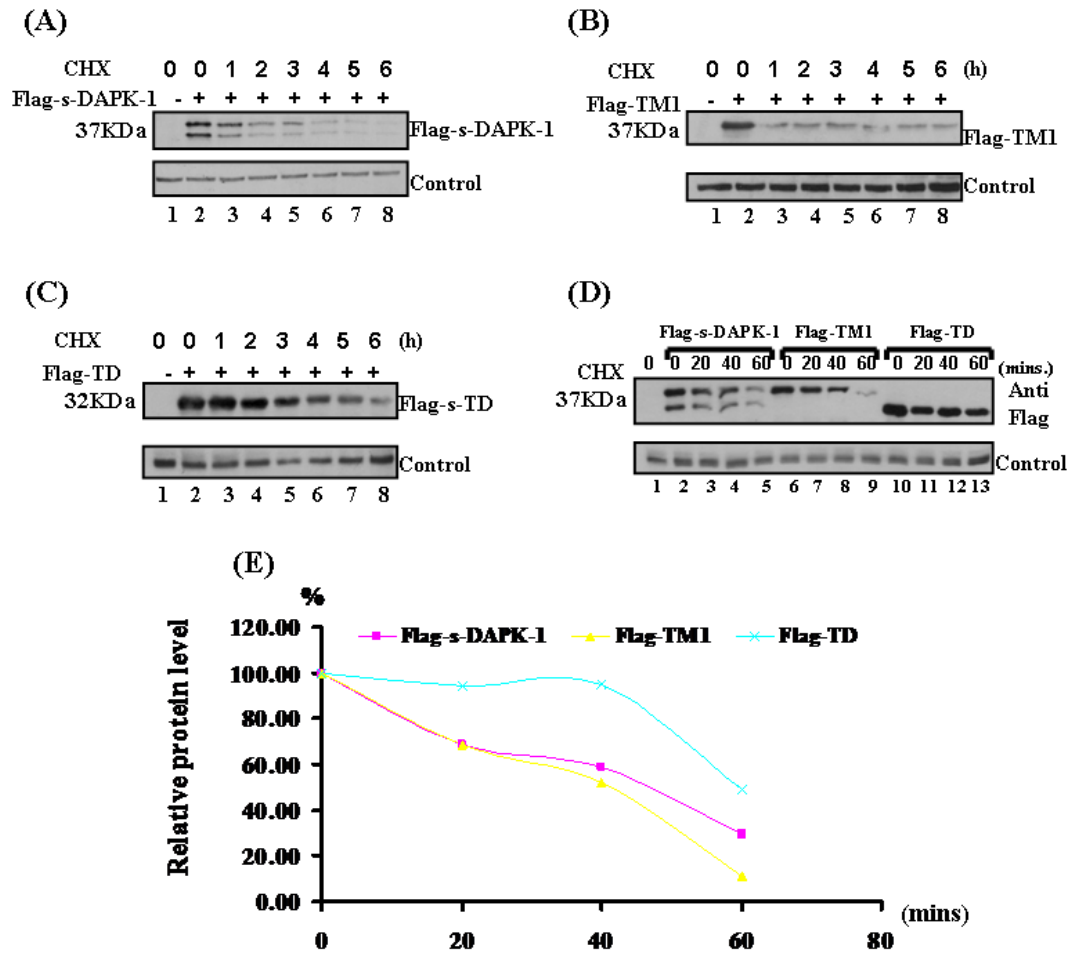 (A)
CHX 0 0 1 2 3 4 5 6
Flag-s-DAPK-1 - + + + + + + +
37KDa Flag-s-DAPK-1
Control
1 2 3 4 5 6 7 8
(B)
CHX 0 0 1 2 3 4 5 6 (h)
Flag-TM1 - + + + + + + +
37KDa Flag-TM1
Control
1 2 3 4 5 6 7 8
(C)
CHX 0 0 1 2 3 4 5 6 (h)
Flag-TD - + + + + + + +
32KDa Flag-s-TD
Control
1 2 3 4 5 6 7 8
(D)
Flag-s-DAPK-1 Flag-TM1 Flag-TD
CHX 0 0 20 40 60 0 20 40 60 0 20 40 60 (mins.)
37KDa Anti Flag
Control
1 2 3 4 5 6 7 8 9 10 11 12 13
(E)
%
Relative protein level
120.00
100.00
80.00
60.00
40.00
20.00
0.00
Flag-s-DAPK-1 Flag-TM1 Flag-TD
0 20 40 60 80 (mins)